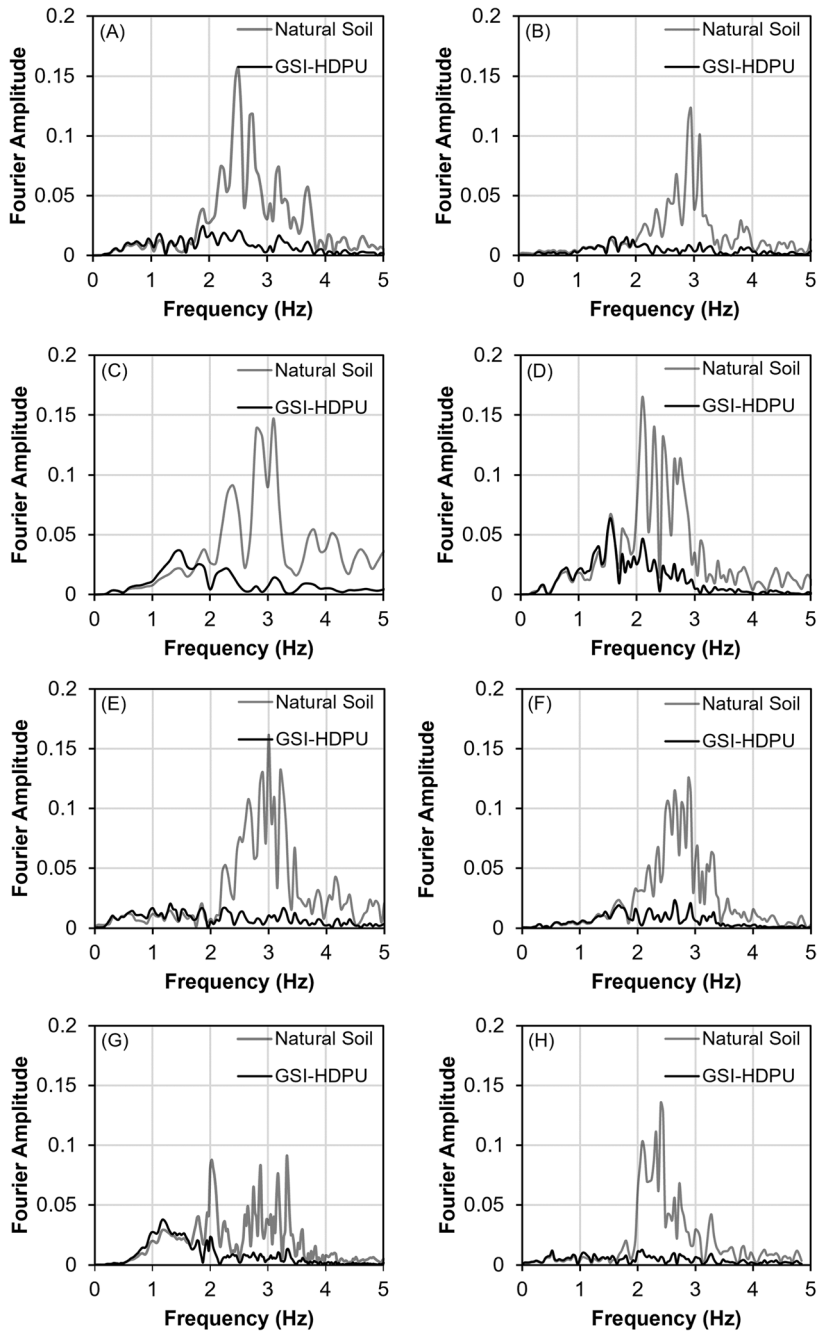 0.2
(A)
Natural Soil
0.15
GSI-HDPU
0.1
0.05
0
Fourier Amplitude
0 1 2 3 4 5
Frequency (Hz)
0.2
(B)
Natural Soil
0.15
GSI-HDPU
0.1
0.05
0
Fourier Amplitude
0 1 2 3 4 5
Frequency (Hz)
0.2
(C)
Natural Soil
0.15
GSI-HDPU
0.1
0.05
0
Fourier Amplitude
0 1 2 3 4 5
Frequency (Hz)
0.2
(D)
Natural Soil
0.15
GSI-HDPU
0.1
0.05
0
Fourier Amplitude
0 1 2 3 4 5
Frequency (Hz)
0.2
(E)
Natural Soil
0.15
GSI-HDPU
0.1
0.05
0
Fourier Amplitude
0 1 2 3 4 5
Frequency (Hz)
0.2
(F)
Natural Soil
0.15
GSI-HDPU
0.1
0.05
0
Fourier Amplitude
0 1 2 3 4 5
Frequency (Hz)
0.2
(G)
Natural Soil
0.15
GSI-HDPU
0.1
0.05
0
Fourier Amplitude
0 1 2 3 4 5
Frequency (Hz)
0.2
(H)
Natural Soil
0.15
GSI-HDPU
0.1
0.05
0
Fourier Amplitude
0 1 2 3 4 5
Frequency (Hz)